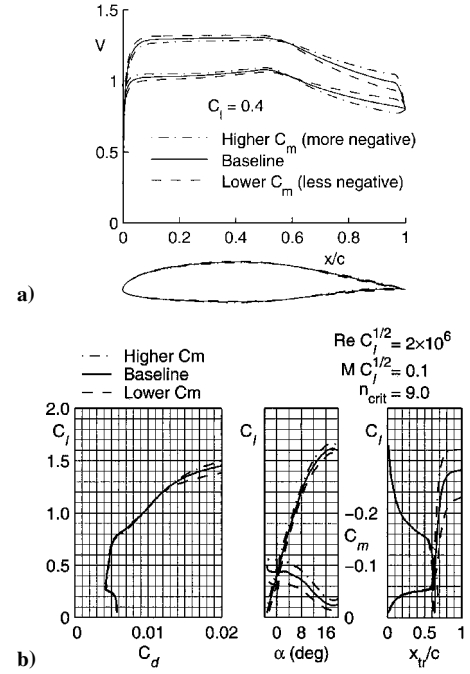 a)
V
1.5
1
0.5
0
C_l = 0.4
Higher C_m (more negative)
Baseline
Lower C_m (less negative)
0 0.2 0.4 0.6 0.8 1
x/c
b)
Higher Cm
Baseline
Lower Cm
Re C_l^1/2 = 2×10^6
M C_l^1/2 = 0.1
n_crit = 9.0
2.0
C_l
1.5
1.0
0.5
0
0 0.01 0.02
C_d
C_l
-0.2
C_m
-0.1
0
0 8 16
α (deg)
C_l
0 0.5 1
x_tr/c